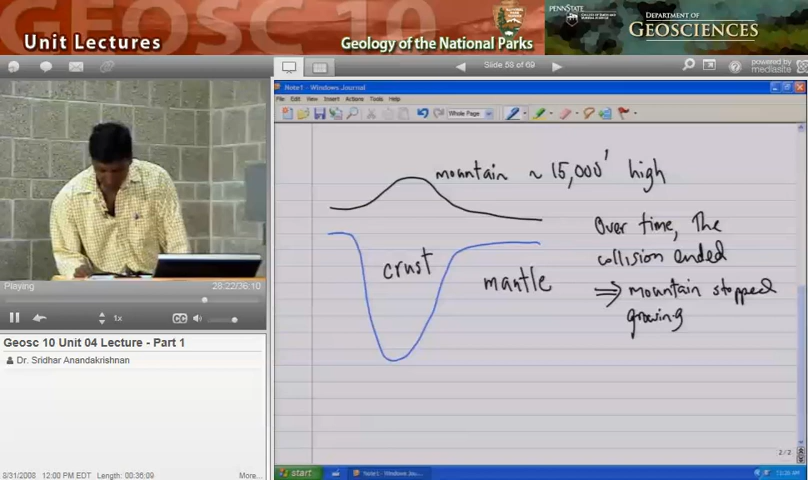 GEOSC 10
Unit Lectures
Geology of the National Parks
PENNSTATE
DEPARTMENT OF
GEOSCIENCES
Slide 58 of 69
powered by
mediasite
Note1 - Windows Journal
File Edit View Insert Actions Tools Help
Whole Page
mountain ~ 15,000' high
Over time, The
collision ended
⇒ mountain stopped
growing
crust
mantle
Playing
28:22/36:10
1x
CC
Geosc 10 Unit 04 Lecture - Part 1
Dr. Sridhar Anandakrishnan
8/31/2008 12:00 PM EDT Length: 00:36:09
More...
2/2
start
Note1 - Windows Jou...